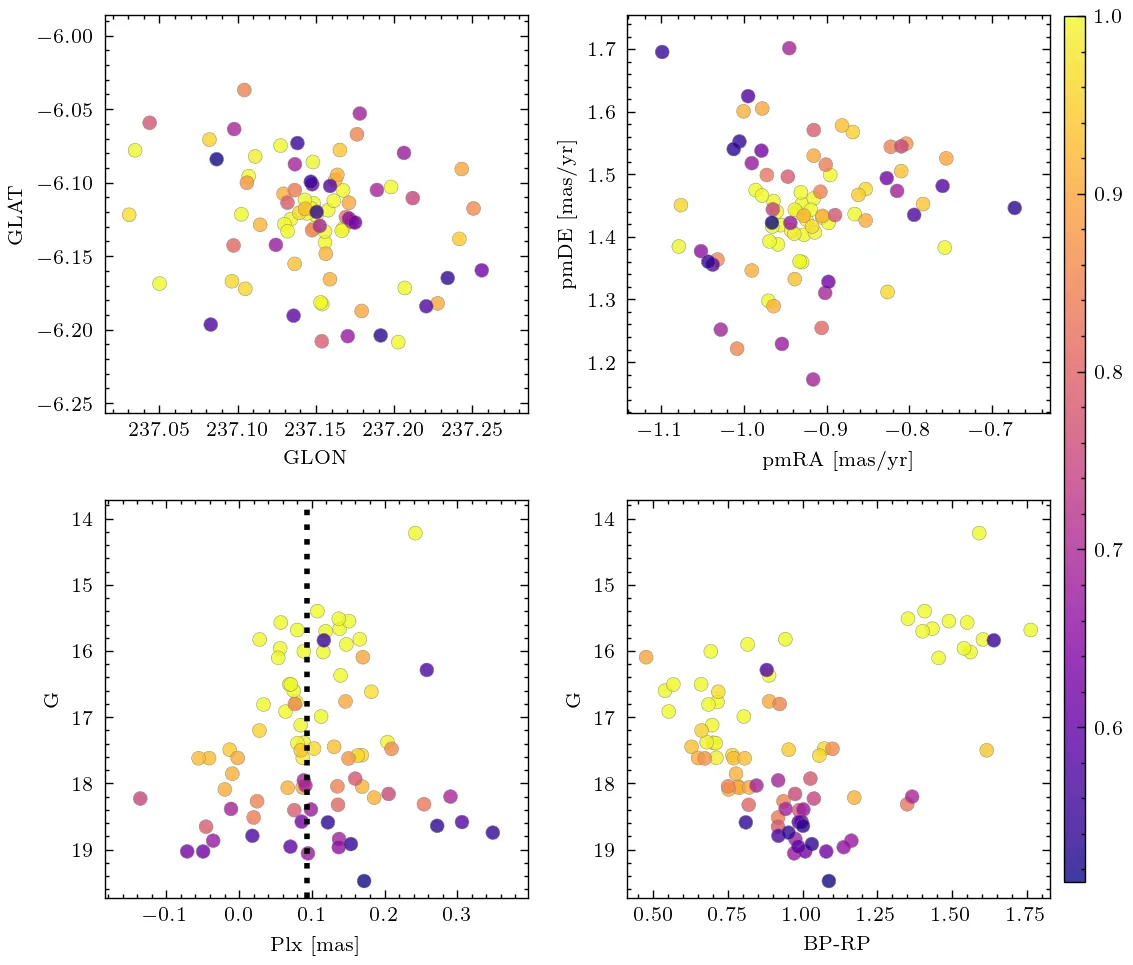 −6.00
−6.05
−6.10
−6.15
−6.20
−6.25
GLAT
237.05 237.10 237.15 237.20 237.25
GLON
1.7
1.6
1.5
1.4
1.3
1.2
pmDE [mas/yr]
−1.1 −1.0 −0.9 −0.8 −0.7
pmRA [mas/yr]
14
15
16
17
18
19
G
−0.1 0.0 0.1 0.2 0.3
Plx [mas]
14
15
16
17
18
19
G
0.50 0.75 1.00 1.25 1.50 1.75
BP-RP
1.0
0.9
0.8
0.7
0.6